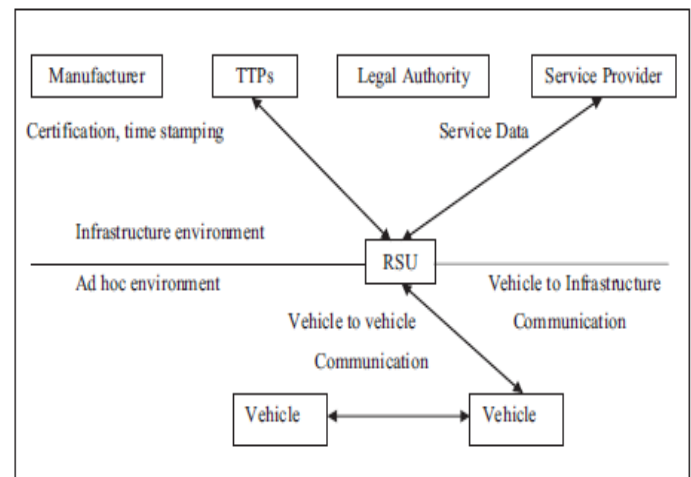 Manufacturer
TTPs
Legal Authority
Service Provider
Certification, time stamping
Service Data
Infrastructure environment
RSU
Ad hoc environment
Vehicle to Infrastructure
Communication
Vehicle to vehicle
Communication
Vehicle
Vehicle